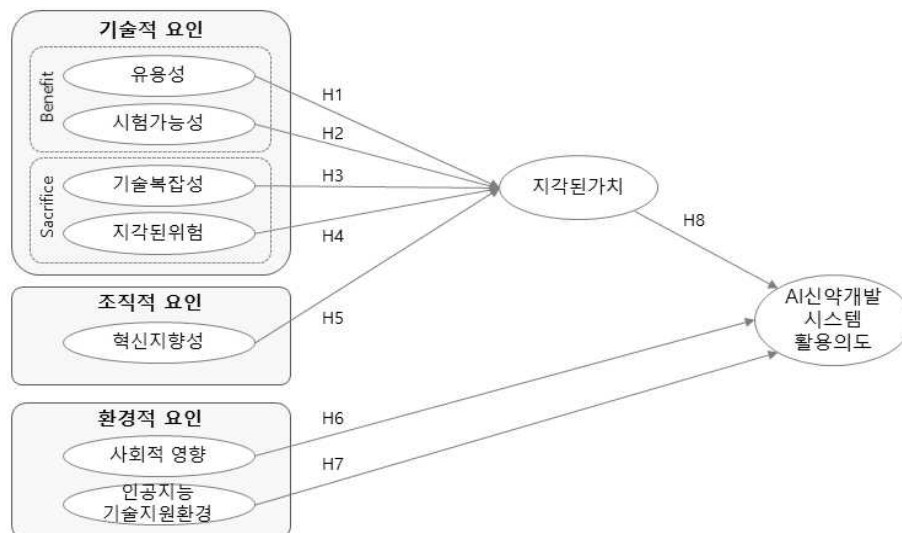 기술적 요인
Benefit
유용성
H1
시험가능성
H2
Sacrifice
기술복잡성
H3
지각된위험
H4
지각된가치
H8
조직적 요인
혁신지향성
H5
AI신약개발
시스템
활용의도
환경적 요인
사회적 영향
H6
인공지능
기술지원환경
H7